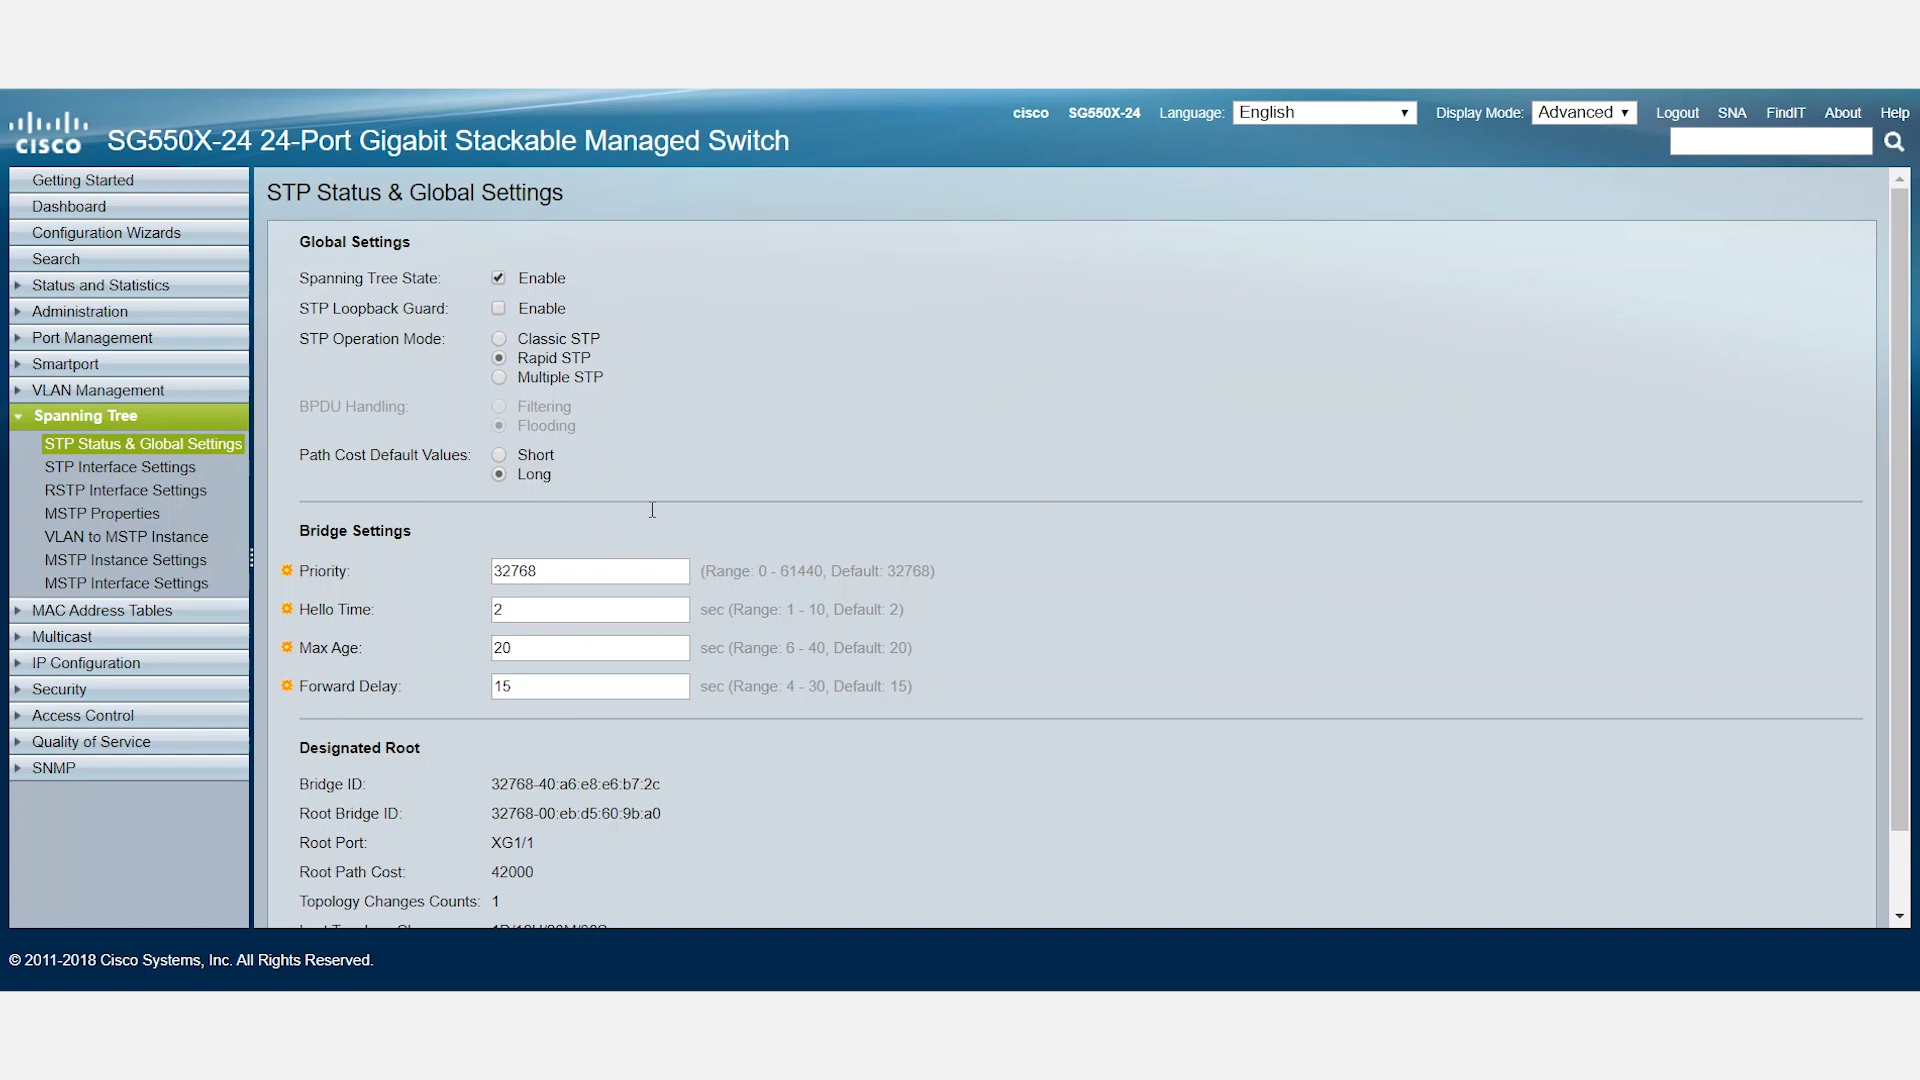 cisco SG550X-24 Language: English Display Mode: Advanced Logout SNA FindIT About Help
CISCO SG550X-24 24-Port Gigabit Stackable Managed Switch
Getting Started
Dashboard
Configuration Wizards
Search
Status and Statistics
Administration
Port Management
Smartport
VLAN Management
Spanning Tree
STP Status & Global Settings
STP Interface Settings
RSTP Interface Settings
MSTP Properties
VLAN to MSTP Instance
MSTP Instance Settings
MSTP Interface Settings
MAC Address Tables
Multicast
IP Configuration
Security
Access Control
Quality of Service
SNMP
STP Status & Global Settings
Global Settings
Spanning Tree State: Enable
STP Loopback Guard: Enable
STP Operation Mode: Classic STP
Rapid STP
Multiple STP
BPDU Handling: Filtering
Flooding
Path Cost Default Values: Short
Long
Bridge Settings
Priority: 32768 (Range: 0 - 61440, Default: 32768)
Hello Time: 2 sec (Range: 1 - 10, Default: 2)
Max Age: 20 sec (Range: 6 - 40, Default: 20)
Forward Delay: 15 sec (Range: 4 - 30, Default: 15)
Designated Root
Bridge ID: 32768-40:a6:e8:e6:b7:2c
Root Bridge ID: 32768-00:eb:d5:60:9b:a0
Root Port: XG1/1
Root Path Cost: 42000
Topology Changes Counts: 1
© 2011-2018 Cisco Systems, Inc. All Rights Reserved.